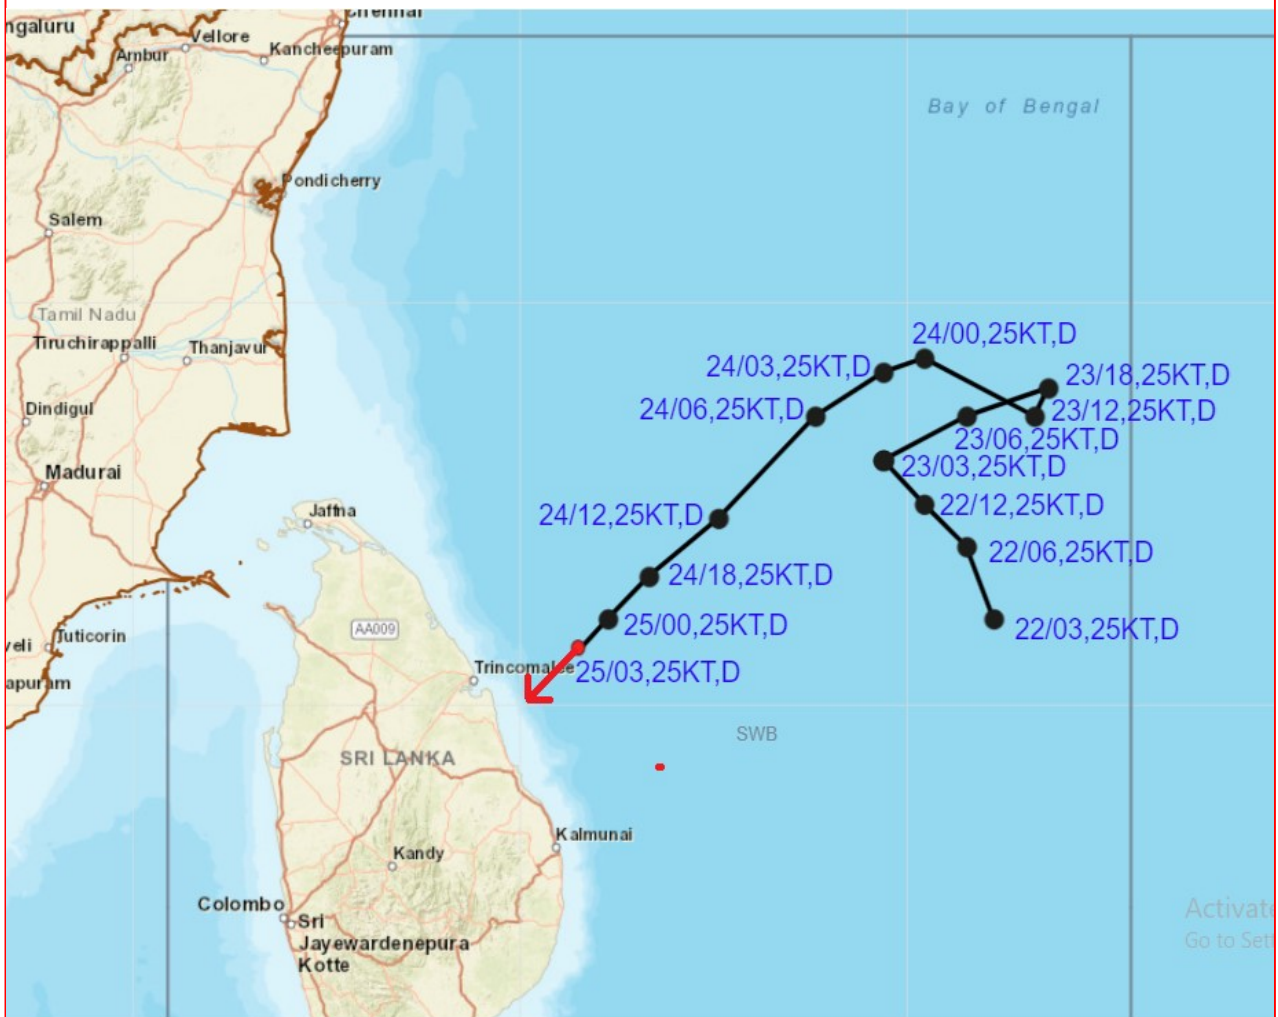 Chennai
ngaluru
Vellore
Ambur
Kancheepuram
Bay of Bengal
Pondicherry
Salem
Tamil Nadu
Tiruchirappalli
Thanjavur
24/00,25KT,D
24/03,25KT,D
23/18,25KT,D
24/06,25KT,D
23/12,25KT,D
Dindigul
23/06,25KT,D
23/03,25KT,D
Madurai
22/12,25KT,D
Jaffna
24/12,25KT,D
22/06,25KT,D
24/18,25KT,D
AA009
25/00,25KT,D
22/03,25KT,D
Tuticorin
veli
Trincomalee
25/03,25KT,D
apuram
SWB
SRI LANKA
Kalmunai
Kandy
Colombo
Sri
Jayewardenepura
Kotte
Activate
Go to Sett